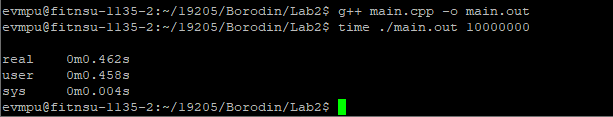 evmpu@fitnsu-1135-2:~/19205/Borodin/Lab2$ g++ main.cpp -o main.out
evmpu@fitnsu-1135-2:~/19205/Borodin/Lab2$ time ./main.out 10000000
real 0m0.462s
user 0m0.458s
sys 0m0.004s
evmpu@fitnsu-1135-2:~/19205/Borodin/Lab2$